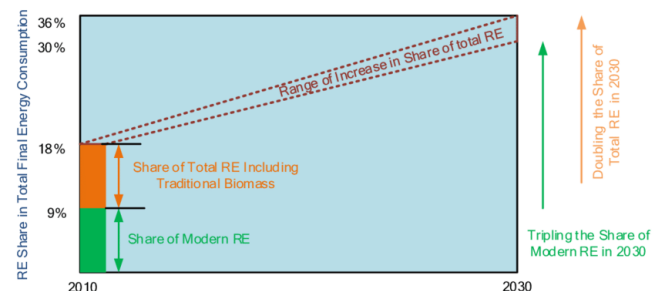 RE Share in Total Final Energy Consumption
36%
30%
18%
9%
Range of Increase in Share of total RE
Share of Total RE Including
Traditional Biomass
Share of Modern RE
2010
2030
Doubling the Share of
Total RE in 2030
Tripling the Share of
Modern RE in 2030